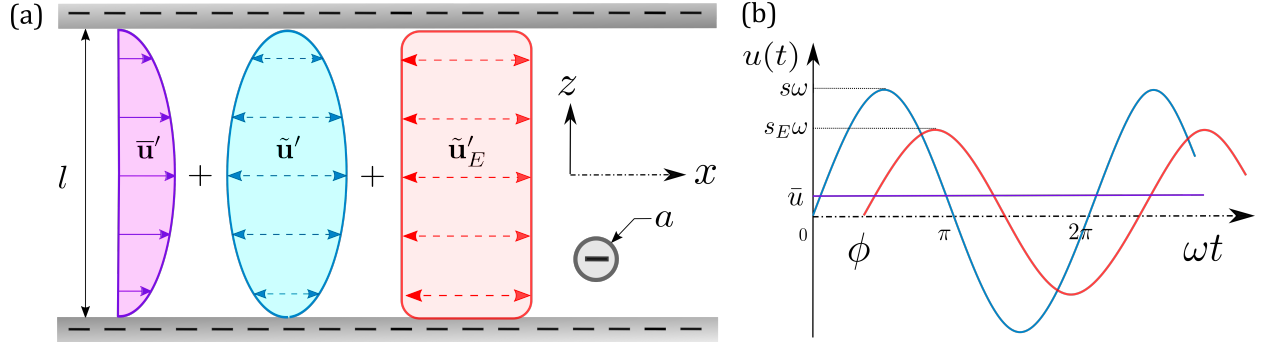 (a)
l
ū′ + ũ′ + ũ′_E
z
x
a
(b)
u(t)
sω
s_Eω
ū
0
ϕ
π
2π
ωt